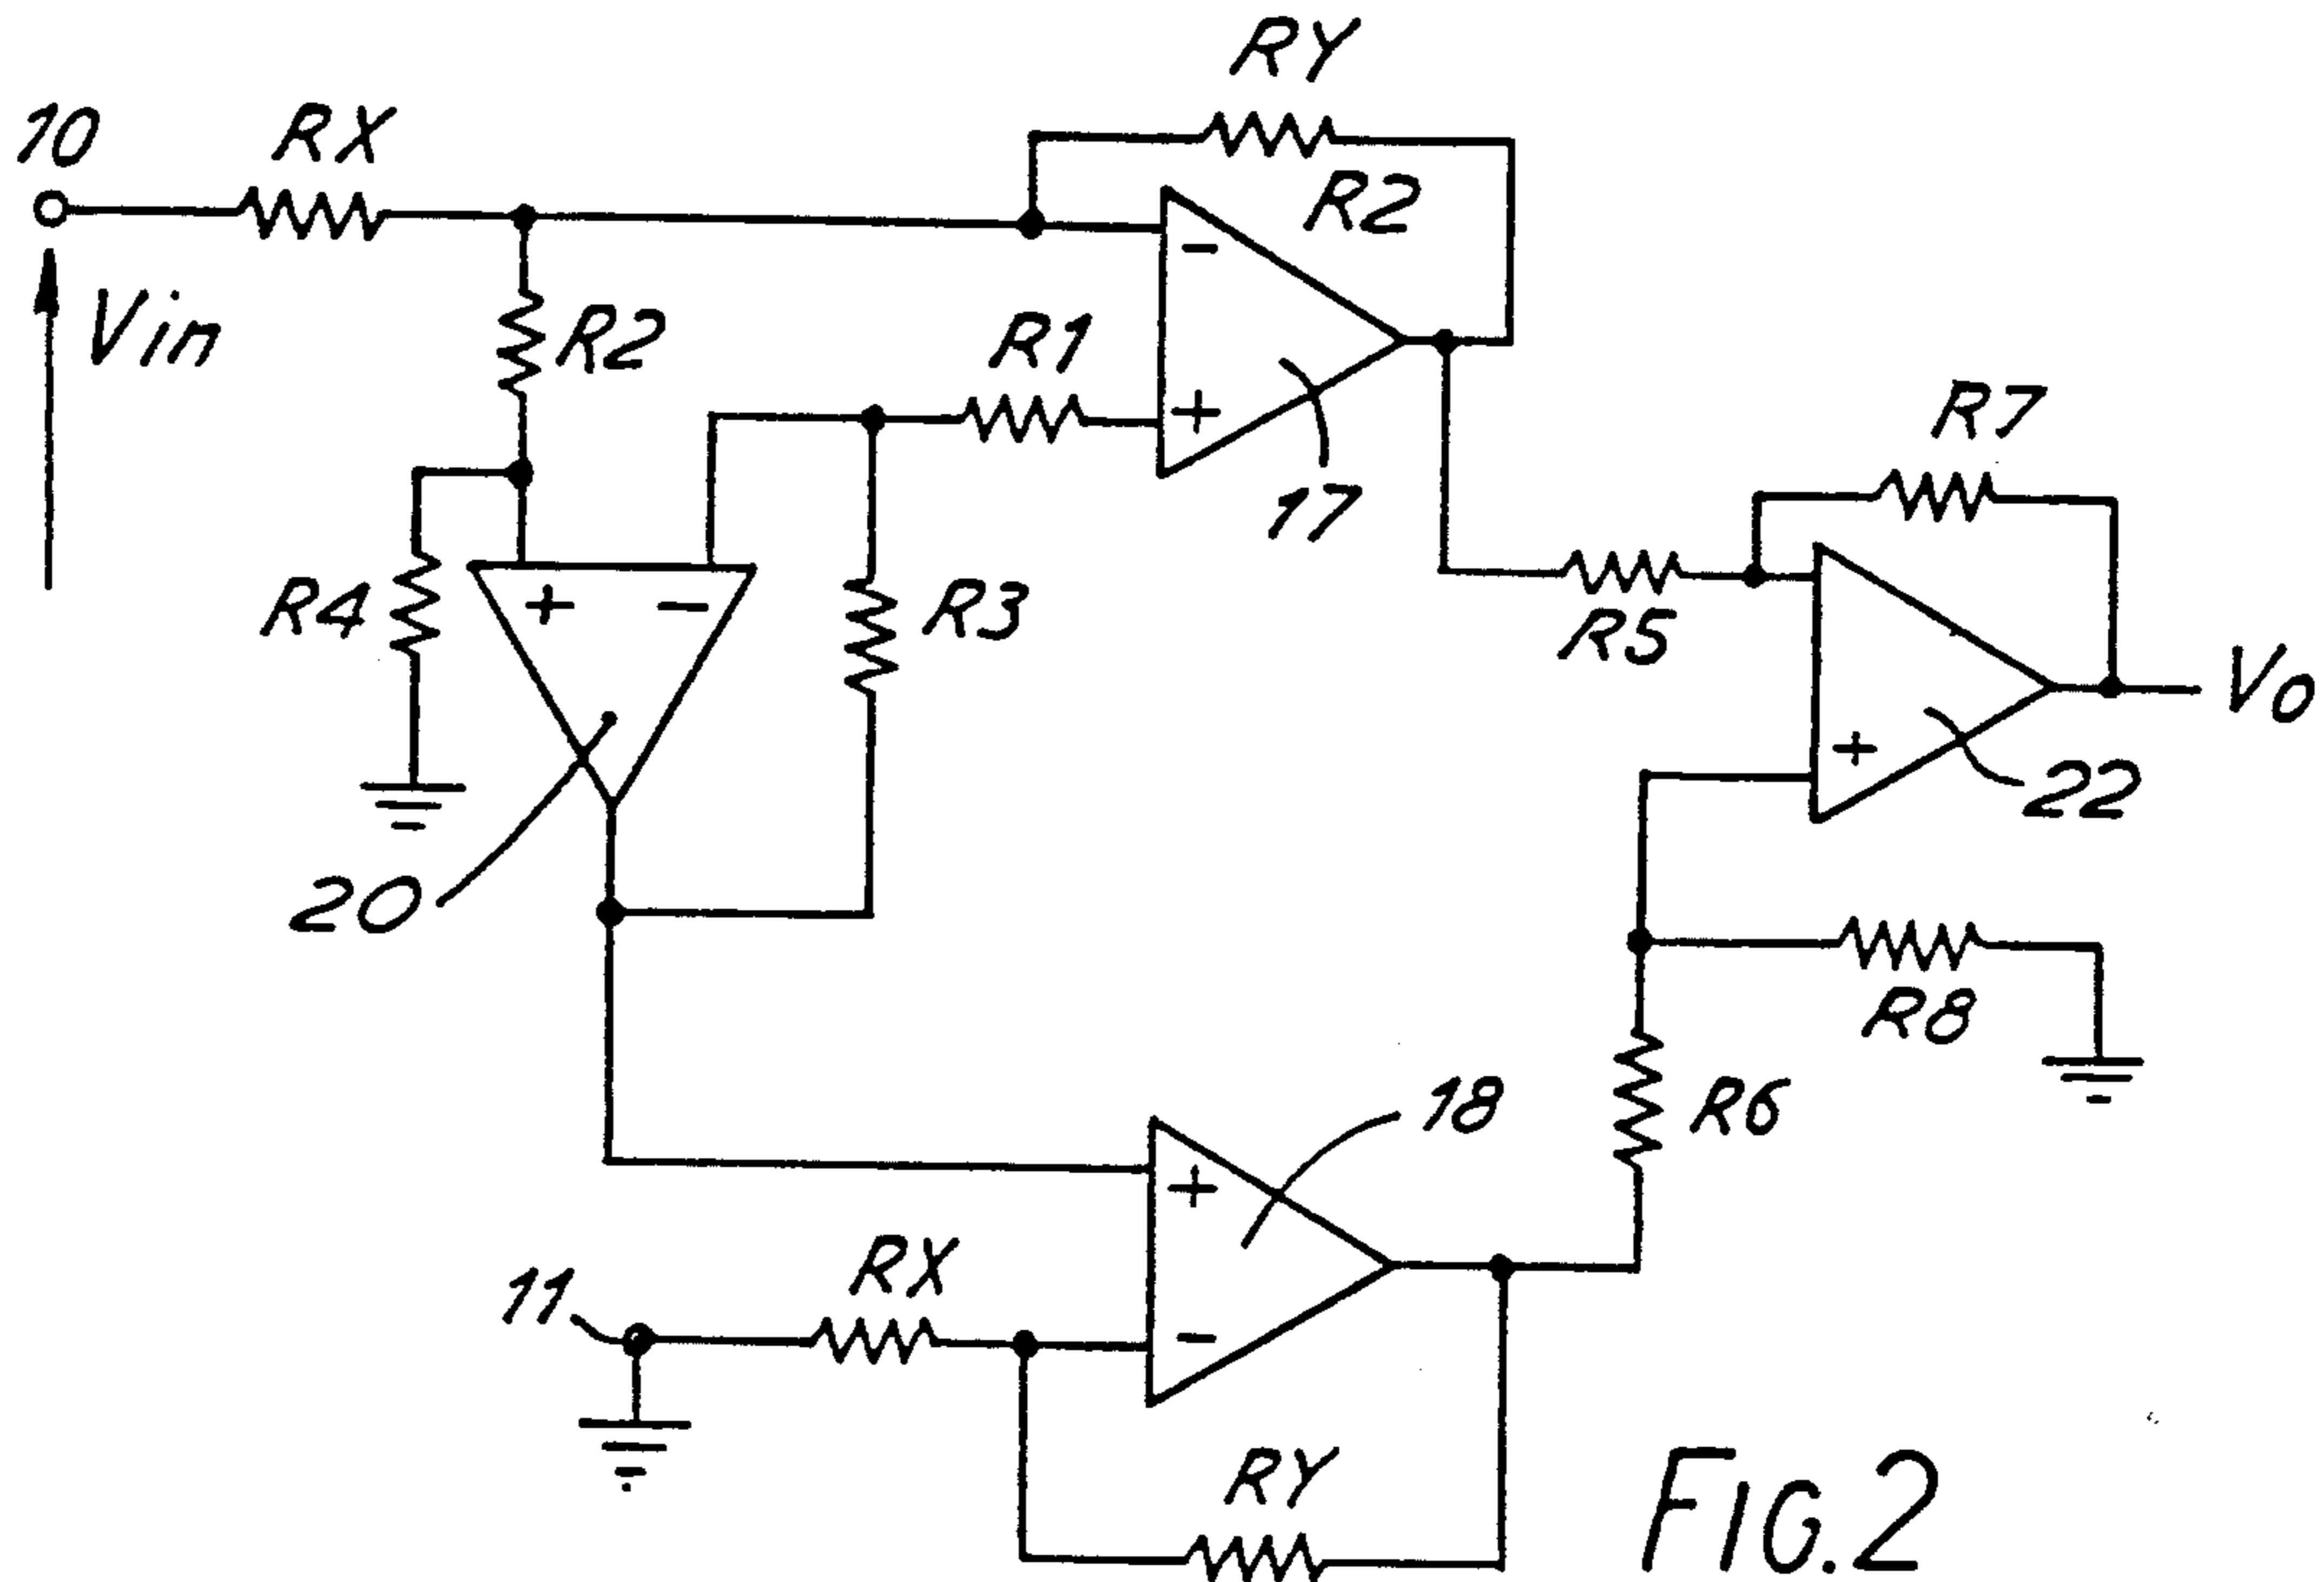 RY
10
RX
R2
Vin
-
R2
R1
+
17
R7
R4
+
-
R3
R5
Vo
+
22
20
R8
18
R6
+
11
RX
-
RY
FIG. 2